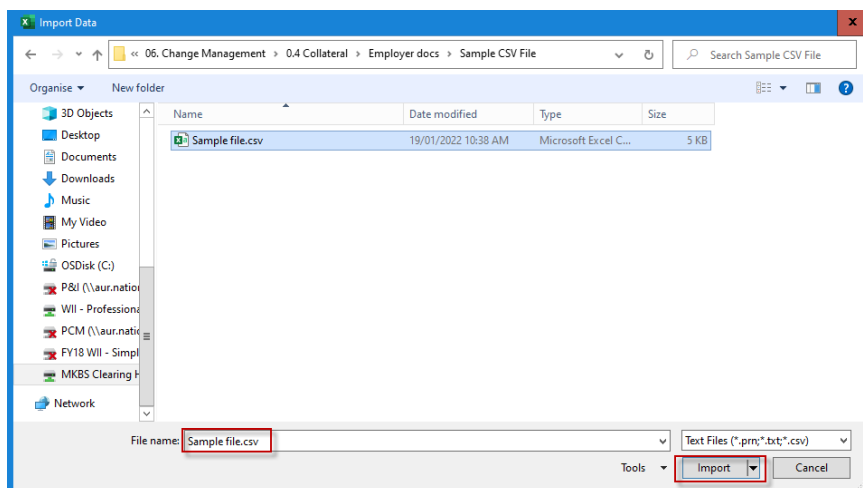 Import Data
« 06. Change Management > 0.4 Collateral > Employer docs > Sample CSV File
Search Sample CSV File
Organise New folder
Name Date modified Type Size
Sample file.csv 19/01/2022 10:38 AM Microsoft Excel C... 5 KB
3D Objects
Desktop
Documents
Downloads
Music
My Video
Pictures
OSDisk (C:)
P&I (\\aur.nation
WII - Professiona
PCM (\\aur.natio
FY18 WII - Simpl
MKBS Clearing H
Network
File name: Sample file.csv
Text Files (*.prn;*.txt;*.csv)
Tools Import Cancel